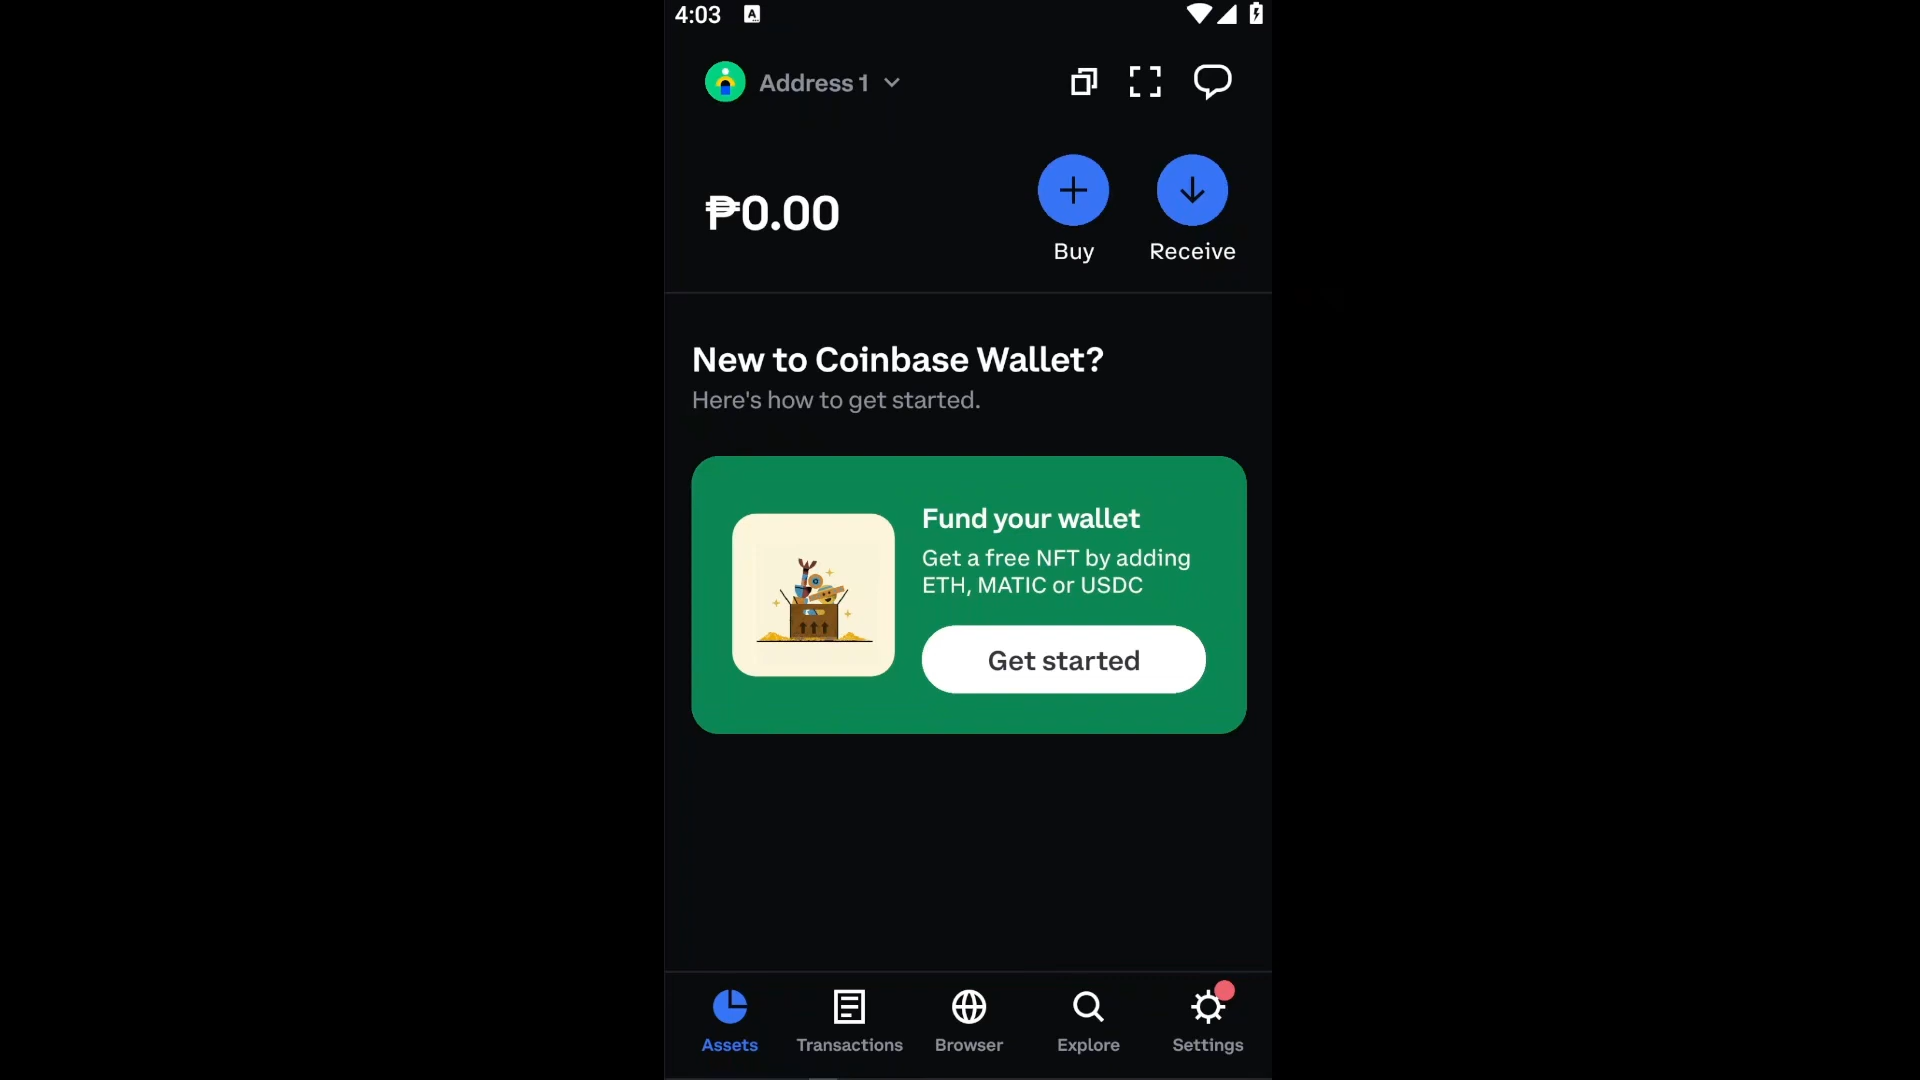 4:03
A
Address 1
₱0.00
Buy
Receive
New to Coinbase Wallet?
Here's how to get started.
Fund your wallet
Get a free NFT by adding
ETH, MATIC or USDC
Get started
Assets
Transactions
Browser
Explore
Settings